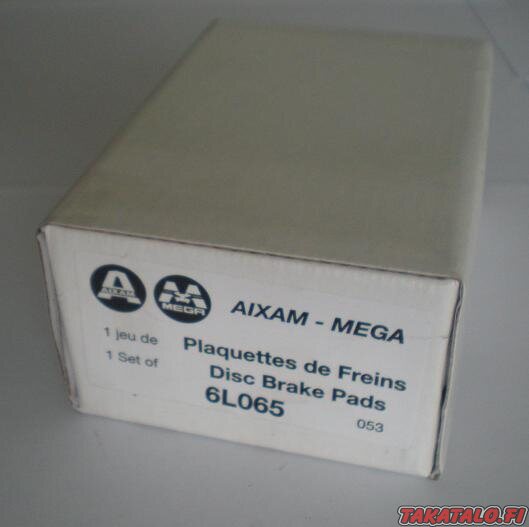 AIXAM
MEGA
AIXAM - MEGA
1 jeu de
1 Set of
Plaquettes de Freins
Disc Brake Pads
6L065
053
TAKATALO.FI